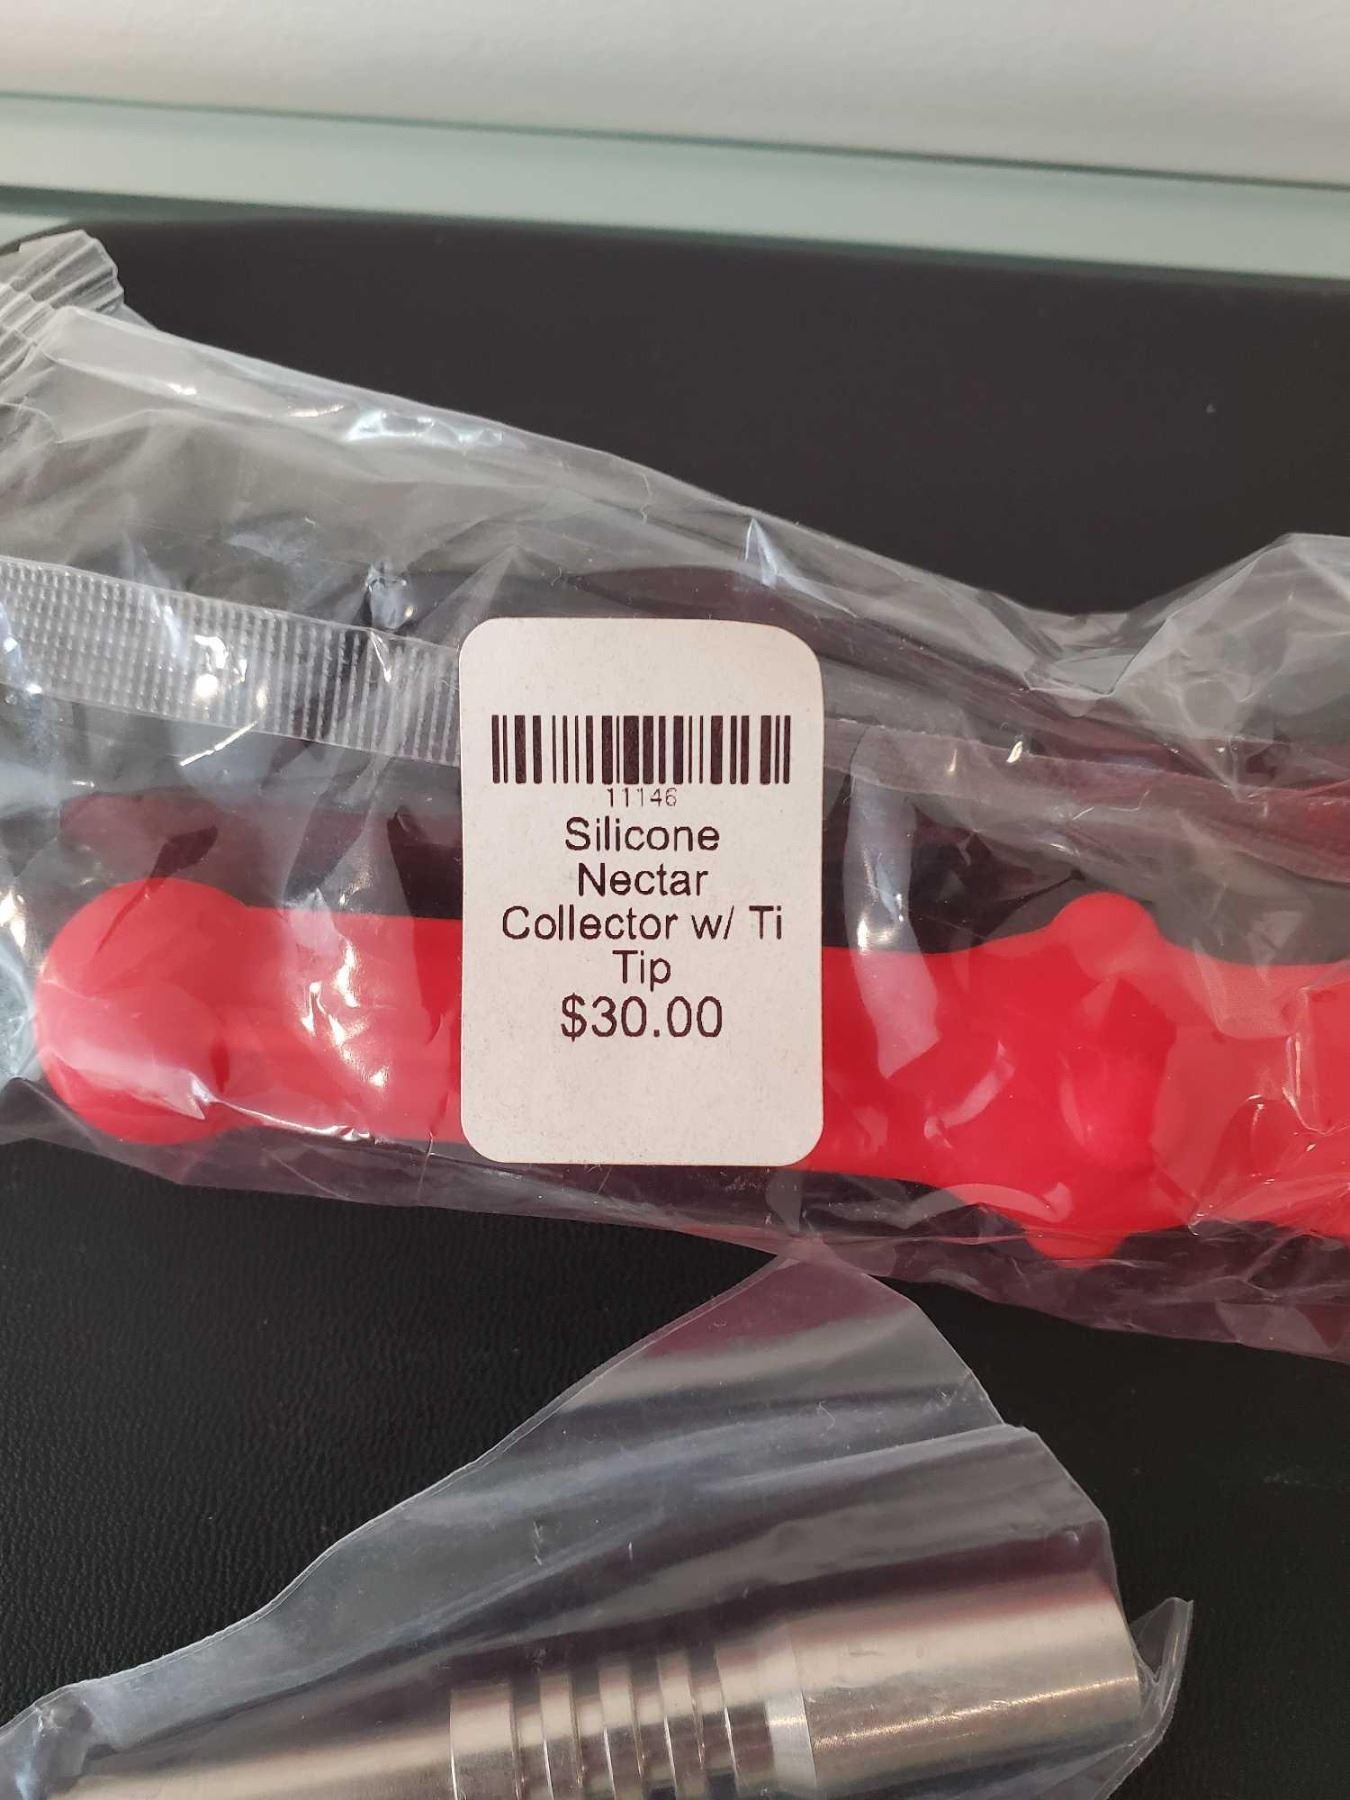 11146
Silicone
Nectar
Collector w/ Ti
Tip
$30.00